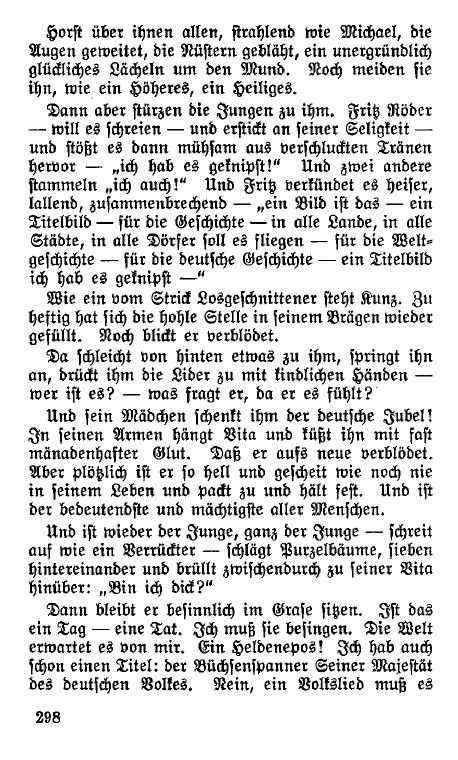 Horst über ihnen allen, strahlend wie Michael, die
Augen geweitet, die Nüstern gebläht, ein unergründlich
glückliches Lächeln um den Mund. Noch meiden sie
ihn, wie ein Höheres, ein Heiliges.
Dann aber stürzen die Jungen zu ihm. Fritz Röder
— will es schreien — und erstickt an seiner Seligkeit —
und stößt es dann mühsam aus verschluckten Tränen
hervor — „ich hab es geknipst!“ Und zwei andere
stammeln „ich auch!“ Und Fritz verkündet es heiser,
lallend, zusammenbrechend — „ein Bild ist das — ein
Titelbild — für die Geschichte — in alle Lande, in alle
Städte, in alle Dörfer soll es fliegen — für die Welt-
geschichte — für die deutsche Geschichte — ein Titelbild
ich hab es geknipst —“
Wie ein vom Strick Losgeschnittener steht Kunz. Zu
heftig hat sich die hohle Stelle in seinem Brägen wieder
gefüllt. Noch blickt er verblödet.
Da schleicht von hinten etwas zu ihm, springt ihn
an, drückt ihm die Lider zu mit kindlichen Händen —
wer ist es? — was fragt er, da er es fühlt?
Und sein Mädchen schenkt ihm der deutsche Jubel!
In seinen Armen hängt Vita und küßt ihn mit fast
mänadenhafter Glut. Daß er aufs neue verblödet.
Aber plötzlich ist er so hell und gescheit wie noch nie
in seinem Leben und packt zu und hält fest. Und ist
der bedeutendste und mächtigste aller Menschen.
Und ist wieder der Junge, ganz der Junge — schreit
auf wie ein Verrückter — schlägt Purzelbäume, sieben
hintereinander und brüllt zwischendurch zu seiner Vita
hinüber: „Bin ich dick?“
Dann bleibt er besinnlich im Grase sitzen. Ist das
ein Tag — eine Tat. Ich muß sie besingen. Die Welt
erwartet es von mir. Ein Heldenepos! Ich hab auch
schon einen Titel: der Büchsenspanner Seiner Majestät
des deutschen Volkes. Nein, ein Volkslied muß es
298